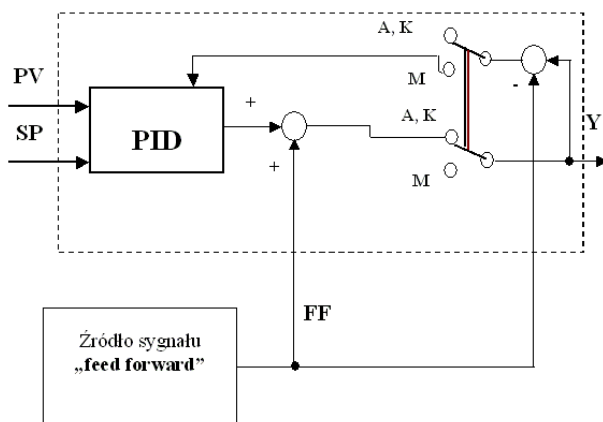 A, K
PV
M
+
-
A, K
Y
SP
PID
+
M
FF
Źródło sygnału
„feed forward”